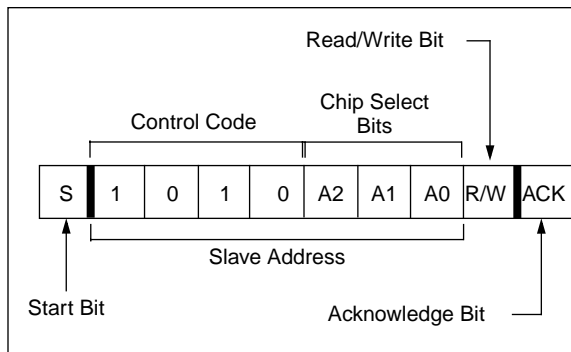 Read/Write Bit
Chip Select
Bits
Control Code
S 1 0 1 0 A2 A1 A0 R/W ACK
Slave Address
Start Bit
Acknowledge Bit